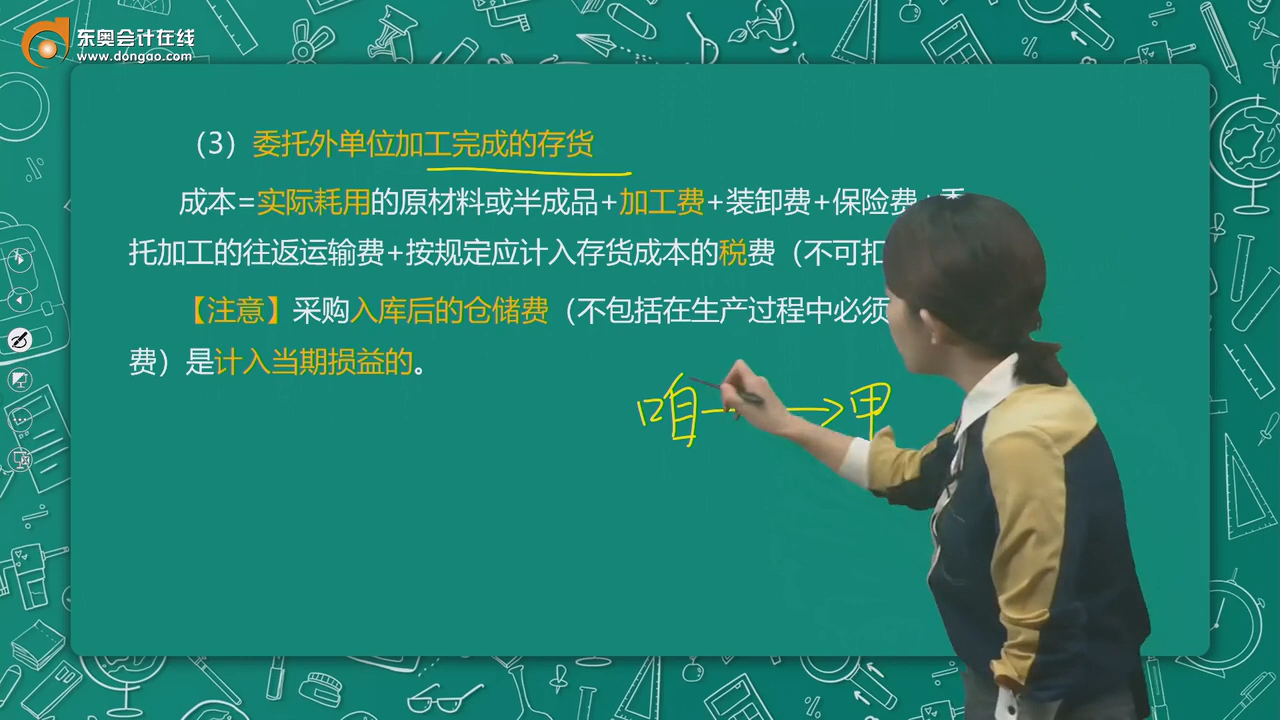 东奥会计在线
www.dongao.com
（3）委托外单位加工完成的存货
成本=实际耗用的原材料或半成品+加工费+装卸费+保险费+委
托加工的往返运输费+按规定应计入存货成本的税费（不可扣
【注意】采购入库后的仓储费（不包括在生产过程中必须
费）是计入当期损益的。
咱 甲